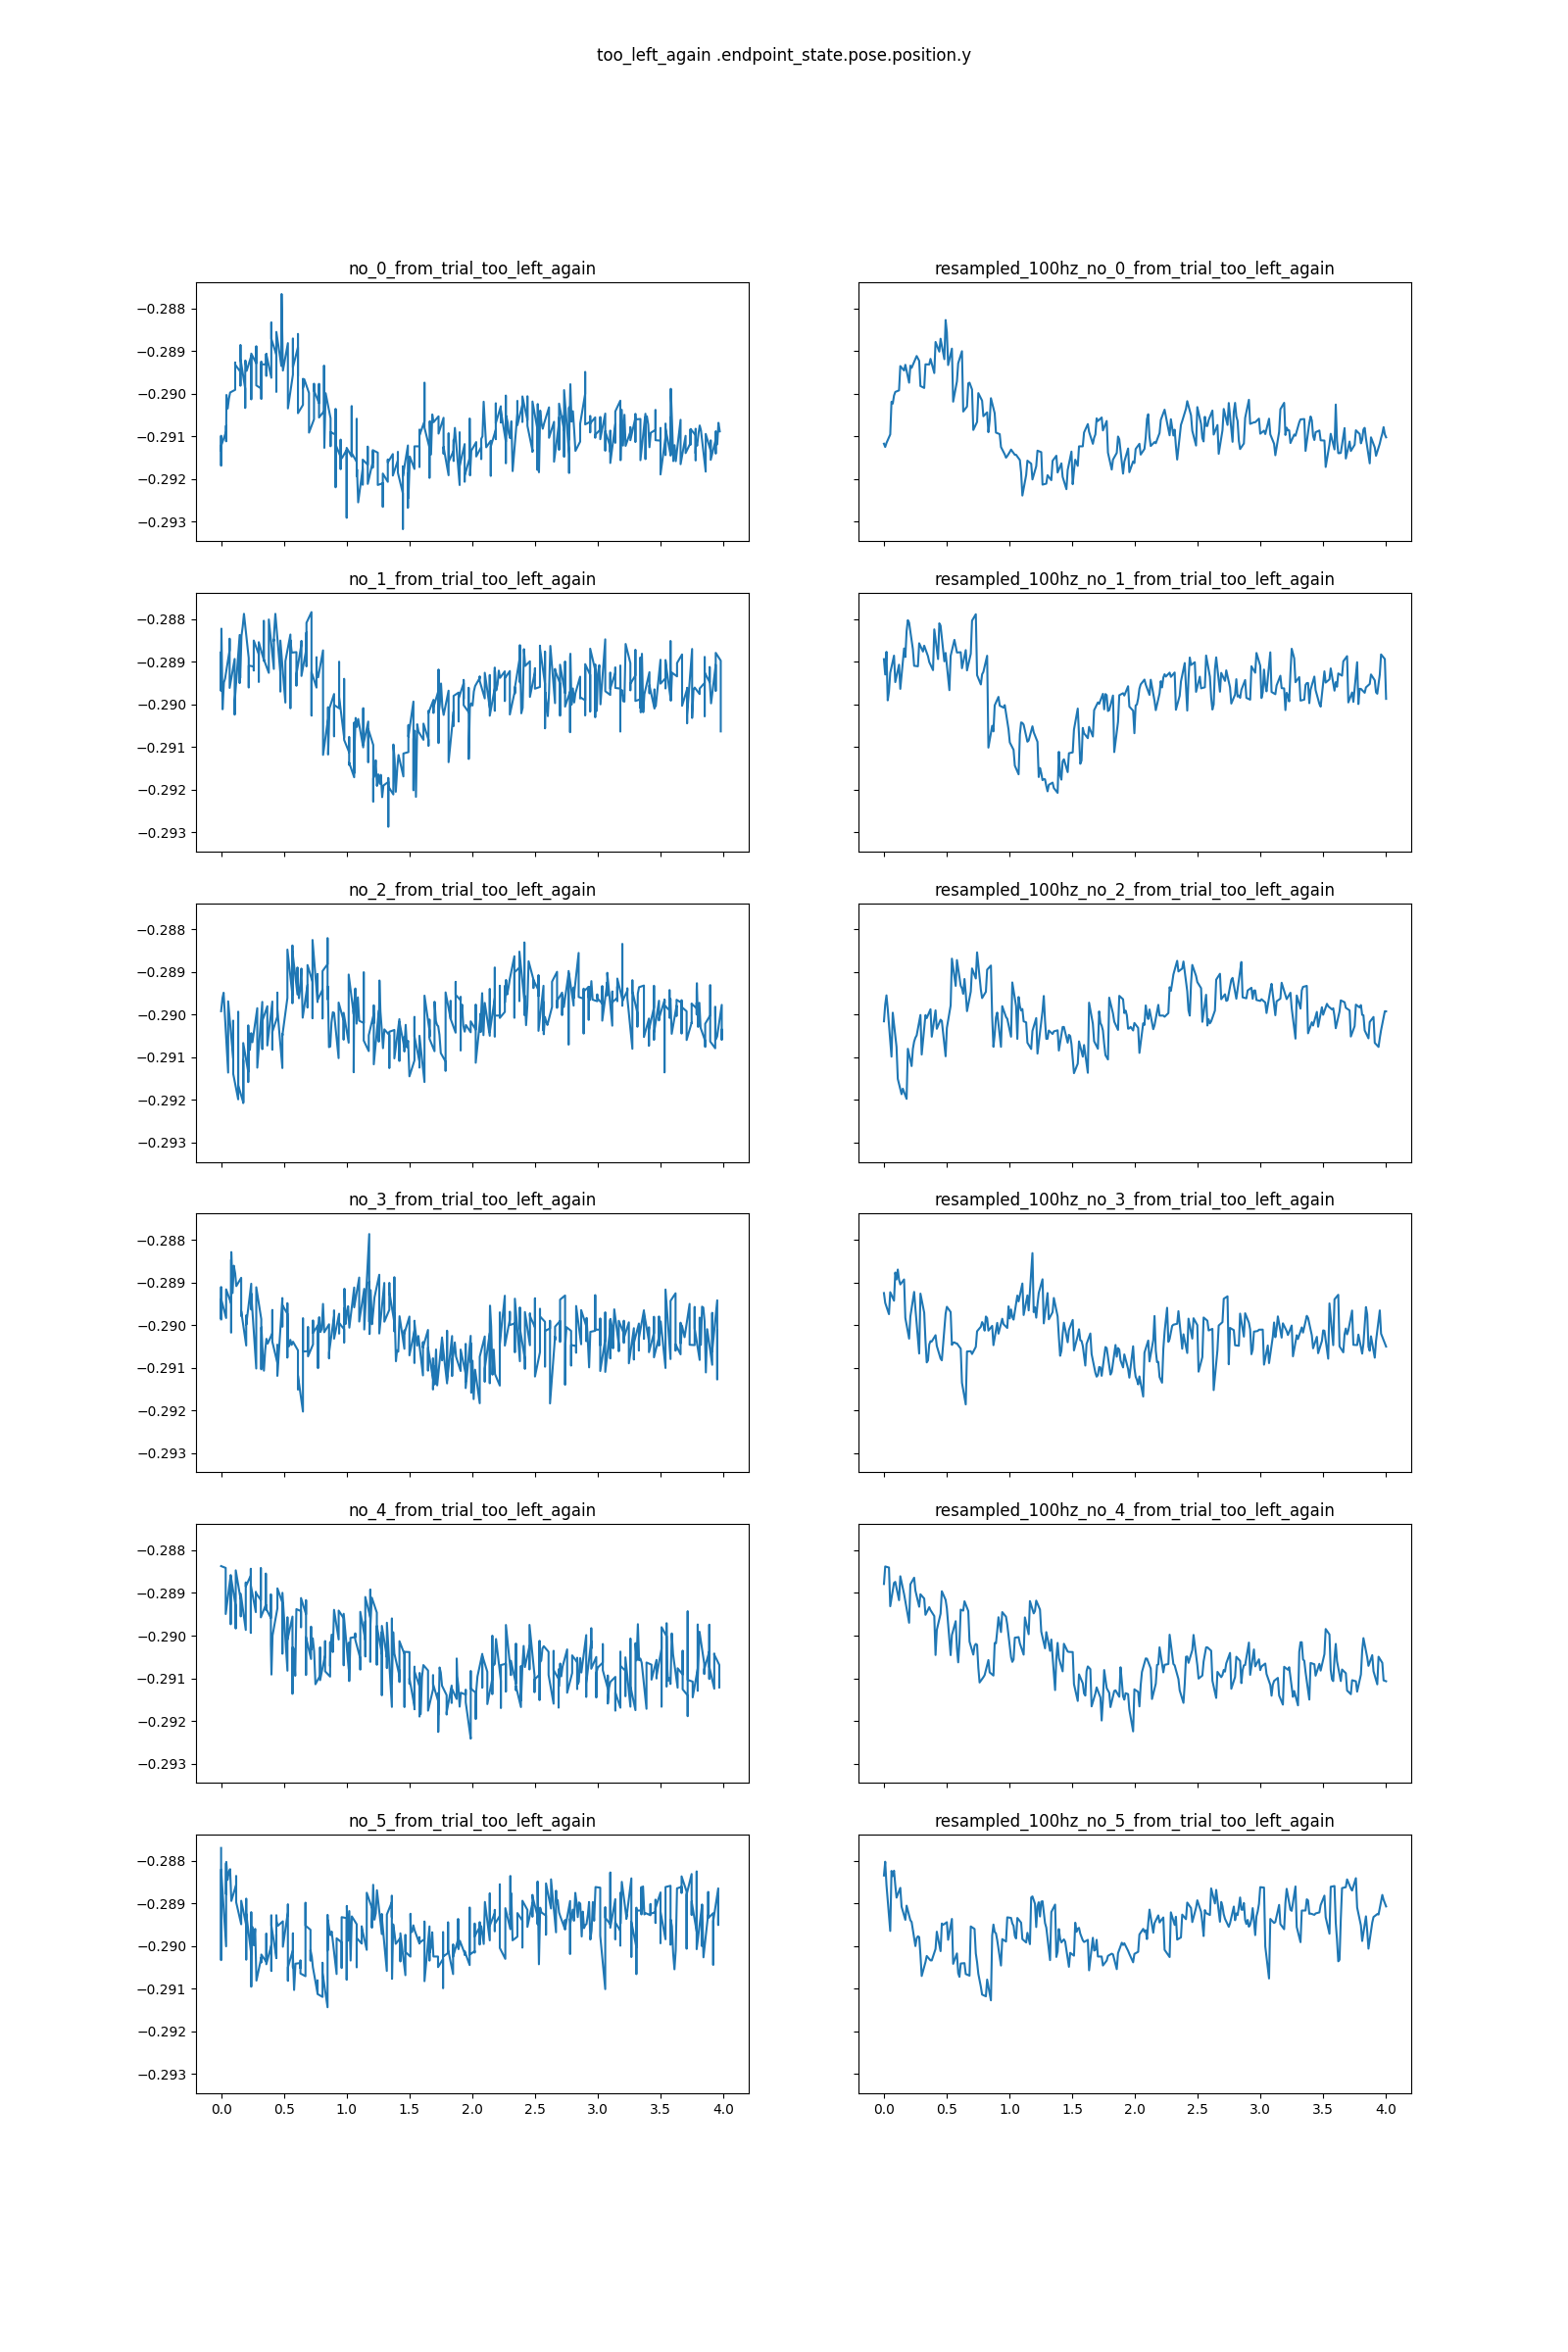 too_left_again .endpoint_state.pose.position.y
no_0_from_trial_too_left_again
resampled_100hz_no_0_from_trial_too_left_again
−0.288
−0.289
−0.290
−0.291
−0.292
−0.293
no_1_from_trial_too_left_again
resampled_100hz_no_1_from_trial_too_left_again
−0.288
−0.289
−0.290
−0.291
−0.292
−0.293
no_2_from_trial_too_left_again
resampled_100hz_no_2_from_trial_too_left_again
−0.288
−0.289
−0.290
−0.291
−0.292
−0.293
no_3_from_trial_too_left_again
resampled_100hz_no_3_from_trial_too_left_again
−0.288
−0.289
−0.290
−0.291
−0.292
−0.293
no_4_from_trial_too_left_again
resampled_100hz_no_4_from_trial_too_left_again
−0.288
−0.289
−0.290
−0.291
−0.292
−0.293
no_5_from_trial_too_left_again
resampled_100hz_no_5_from_trial_too_left_again
−0.288
−0.289
−0.290
−0.291
−0.292
−0.293
0.0 0.5 1.0 1.5 2.0 2.5 3.0 3.5 4.0
0.0 0.5 1.0 1.5 2.0 2.5 3.0 3.5 4.0